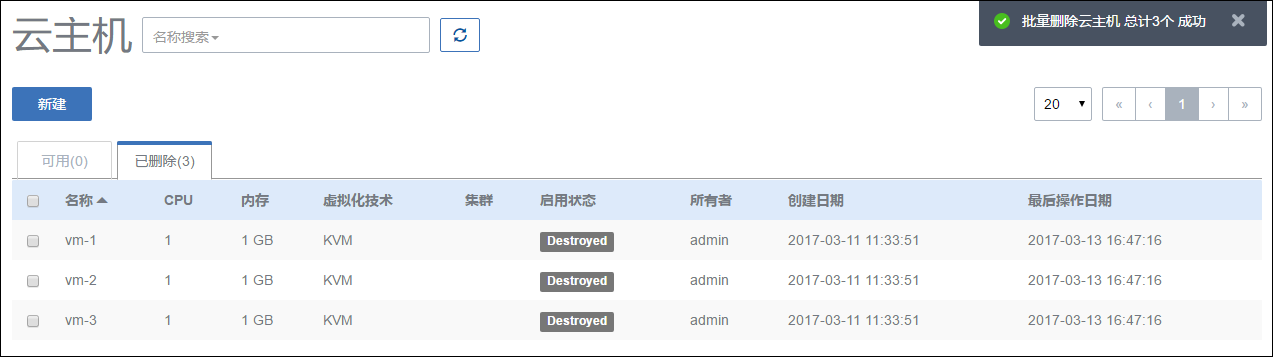 云主机 名称搜索 批量删除云主机 总计3个 成功
新建 20 « ‹ 1 › »
可用(0) 已删除(3)
名称 CPU 内存 虚拟化技术 集群 启用状态 所有者 创建日期 最后操作日期
vm-1 1 1 GB KVM Destroyed admin 2017-03-11 11:33:51 2017-03-13 16:47:16
vm-2 1 1 GB KVM Destroyed admin 2017-03-11 11:33:51 2017-03-13 16:47:16
vm-3 1 1 GB KVM Destroyed admin 2017-03-11 11:33:51 2017-03-13 16:47:16